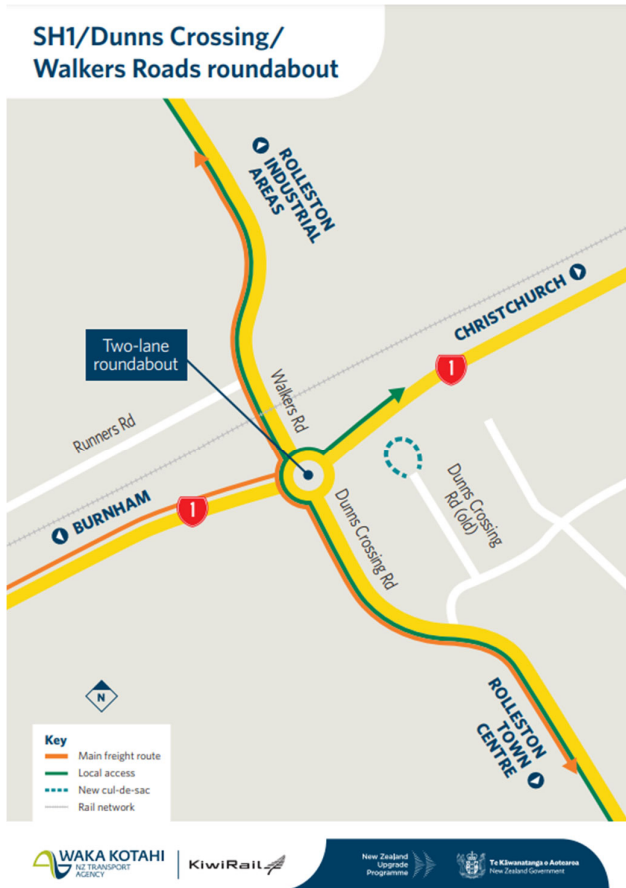 SH1/Dunns Crossing/
Walkers Roads roundabout
ROLLESTON
INDUSTRIAL
AREAS
CHRISTCHURCH
1
Two-lane
roundabout
Walkers Rd
Runners Rd
BURNHAM
1
Dunns Crossing Rd
Dunns Crossing
Rd (old)
ROLLESTON
TOWN
CENTRE
N
Key
Main freight route
Local access
New cul-de-sac
Rail network
WAKA KOTAHI
NZ TRANSPORT
AGENCY
KiwiRail
New Zealand
Upgrade
Programme
Te Kāwanatanga o Aotearoa
New Zealand Government